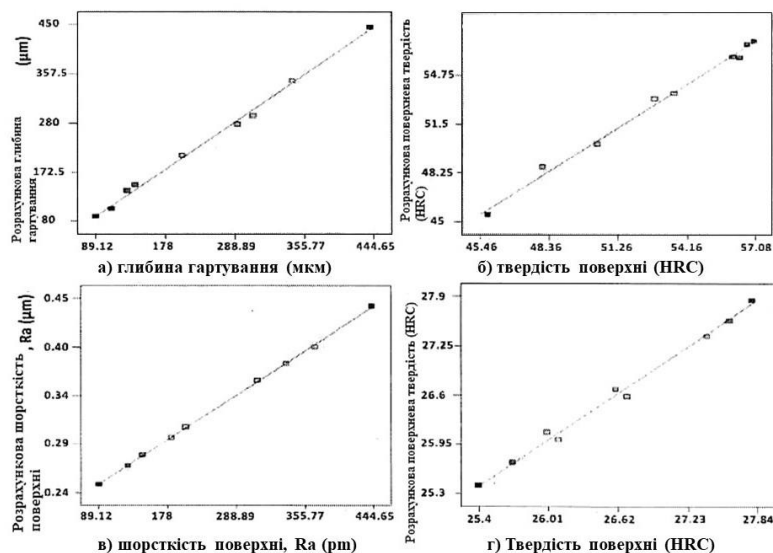 450
(μm)
357.5
280
172.5
80
Розрахункова глибина
гартування
89.12 178 288.89 355.77 444.65
а) глибина гартування (мкм)
54.75
51.5
48.25
45
Розрахункова поверхнева твердість
(HRC)
45.46 48.36 51.26 54.16 57.08
б) твердість поверхні (HRC)
0.45
0.40
0.34
0.29
0.24
Розрахункова шорсткість , Ra (μm)
поверхні
89.12 178 288.89 355.77 444.65
в) шорсткість поверхні, Ra (pm)
27.9
27.25
26.6
25.95
25.3
Розрахункова поверхнева твердість (HRC)
25.4 26.01 26.62 27.23 27.84
г) Твердість поверхні (HRC)